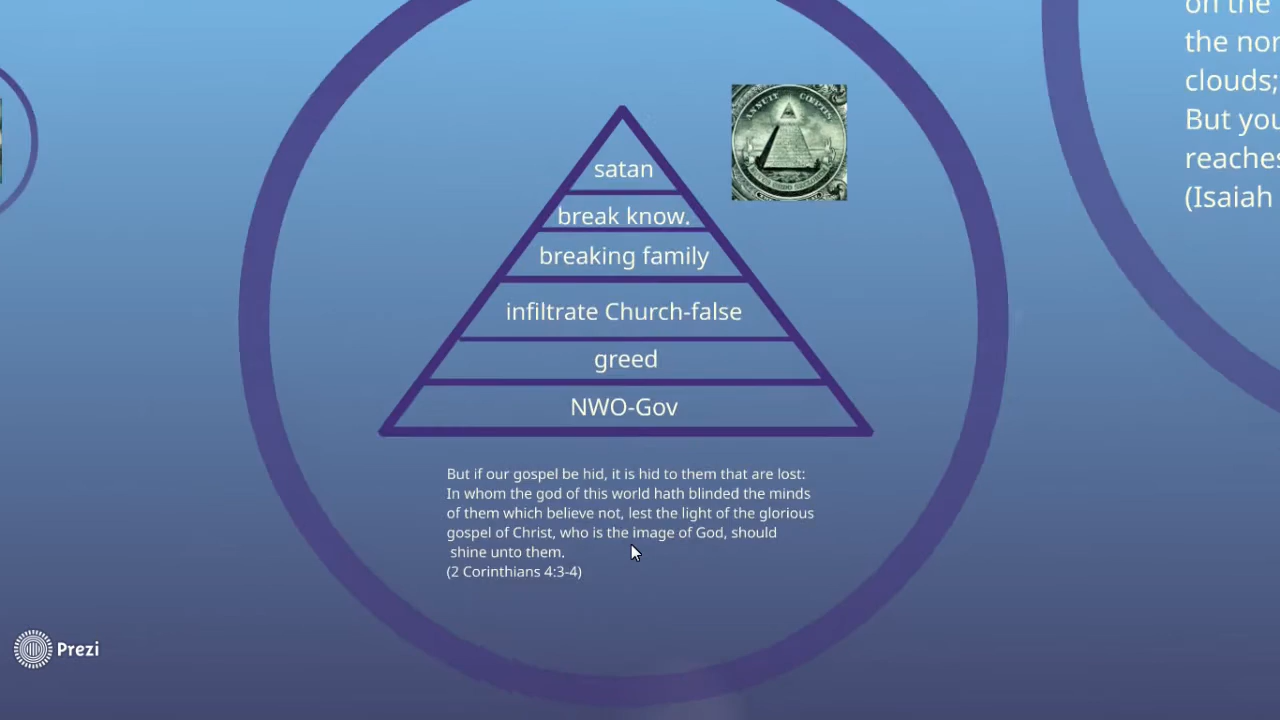 on the
the nor
clouds;
But you
reaches
(Isaiah
ANNUIT CŒPTIS
satan
break know.
breaking family
infiltrate Church-false
greed
NWO-Gov
But if our gospel be hid, it is hid to them that are lost:
In whom the god of this world hath blinded the minds
of them which believe not, lest the light of the glorious
gospel of Christ, who is the image of God, should
shine unto them.
(2 Corinthians 4:3-4)
Prezi